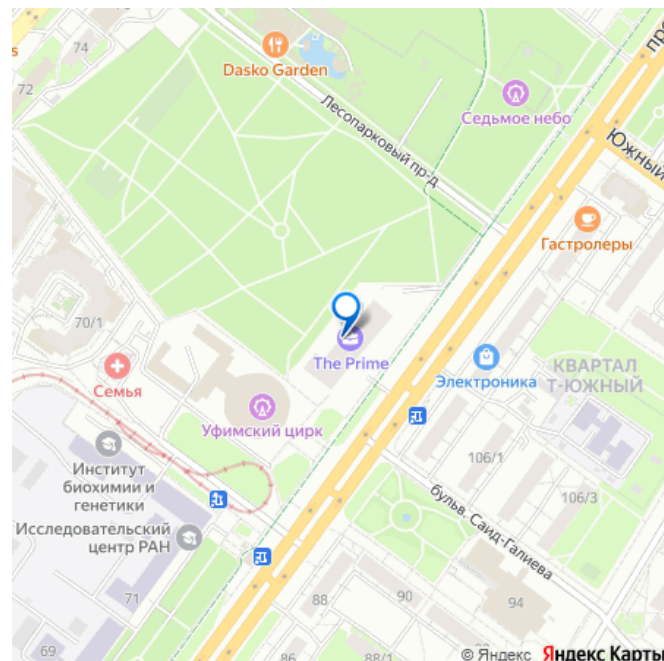 72
Dasko Garden
Лесопарковый пр-д
Седьмое небо
Южный
Гастролеры
70/1
Семья
The Prime
Электроника
КВАРТАЛ
Т-ЮЖНЫЙ
Уфимский цирк
106/1
106/3
Институт
биохимии и
генетики
бульв. Саид-Галиева
Исследовательский
центр РАН
71
69
88
90
94
86
88/1
© Яндекс Яндекс Карты